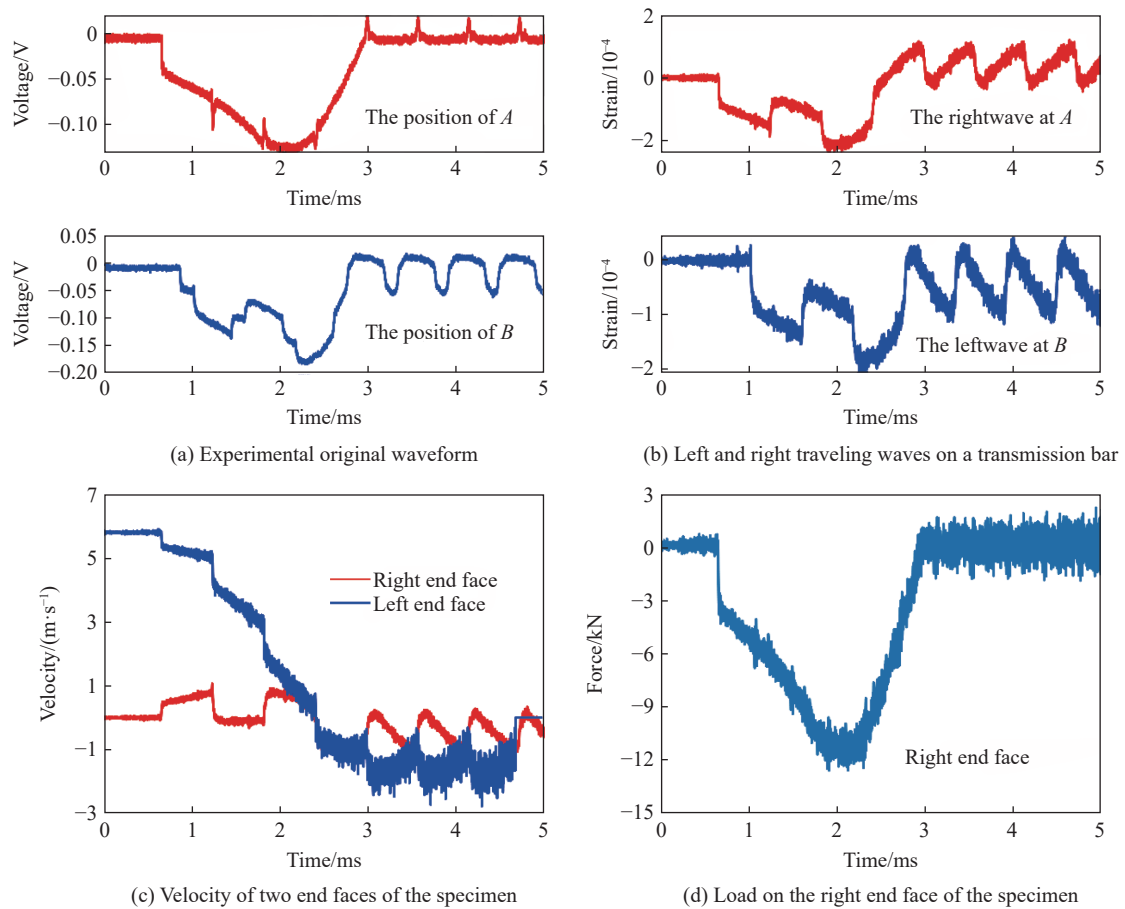 0
−0.05
−0.10
Voltage/V
The position of A
0 1 2 3 4 5
Time/ms
2
0
−2
Strain/10⁻⁴
The rightwave at A
0 1 2 3 4 5
Time/ms
0.05
0
−0.05
−0.10
−0.15
−0.20
Voltage/V
The position of B
0 1 2 3 4 5
Time/ms
0
−1
−2
Strain/10⁻⁴
The leftwave at B
0 1 2 3 4 5
Time/ms
(a) Experimental original waveform
(b) Left and right traveling waves on a transmission bar
7
5
3
1
−1
−3
Velocity/(m·s⁻¹)
Right end face
Left end face
0 1 2 3 4 5
Time/ms
3
0
−3
−6
−9
−12
−15
Force/kN
Right end face
0 1 2 3 4 5
Time/ms
(c) Velocity of two end faces of the specimen
(d) Load on the right end face of the specimen